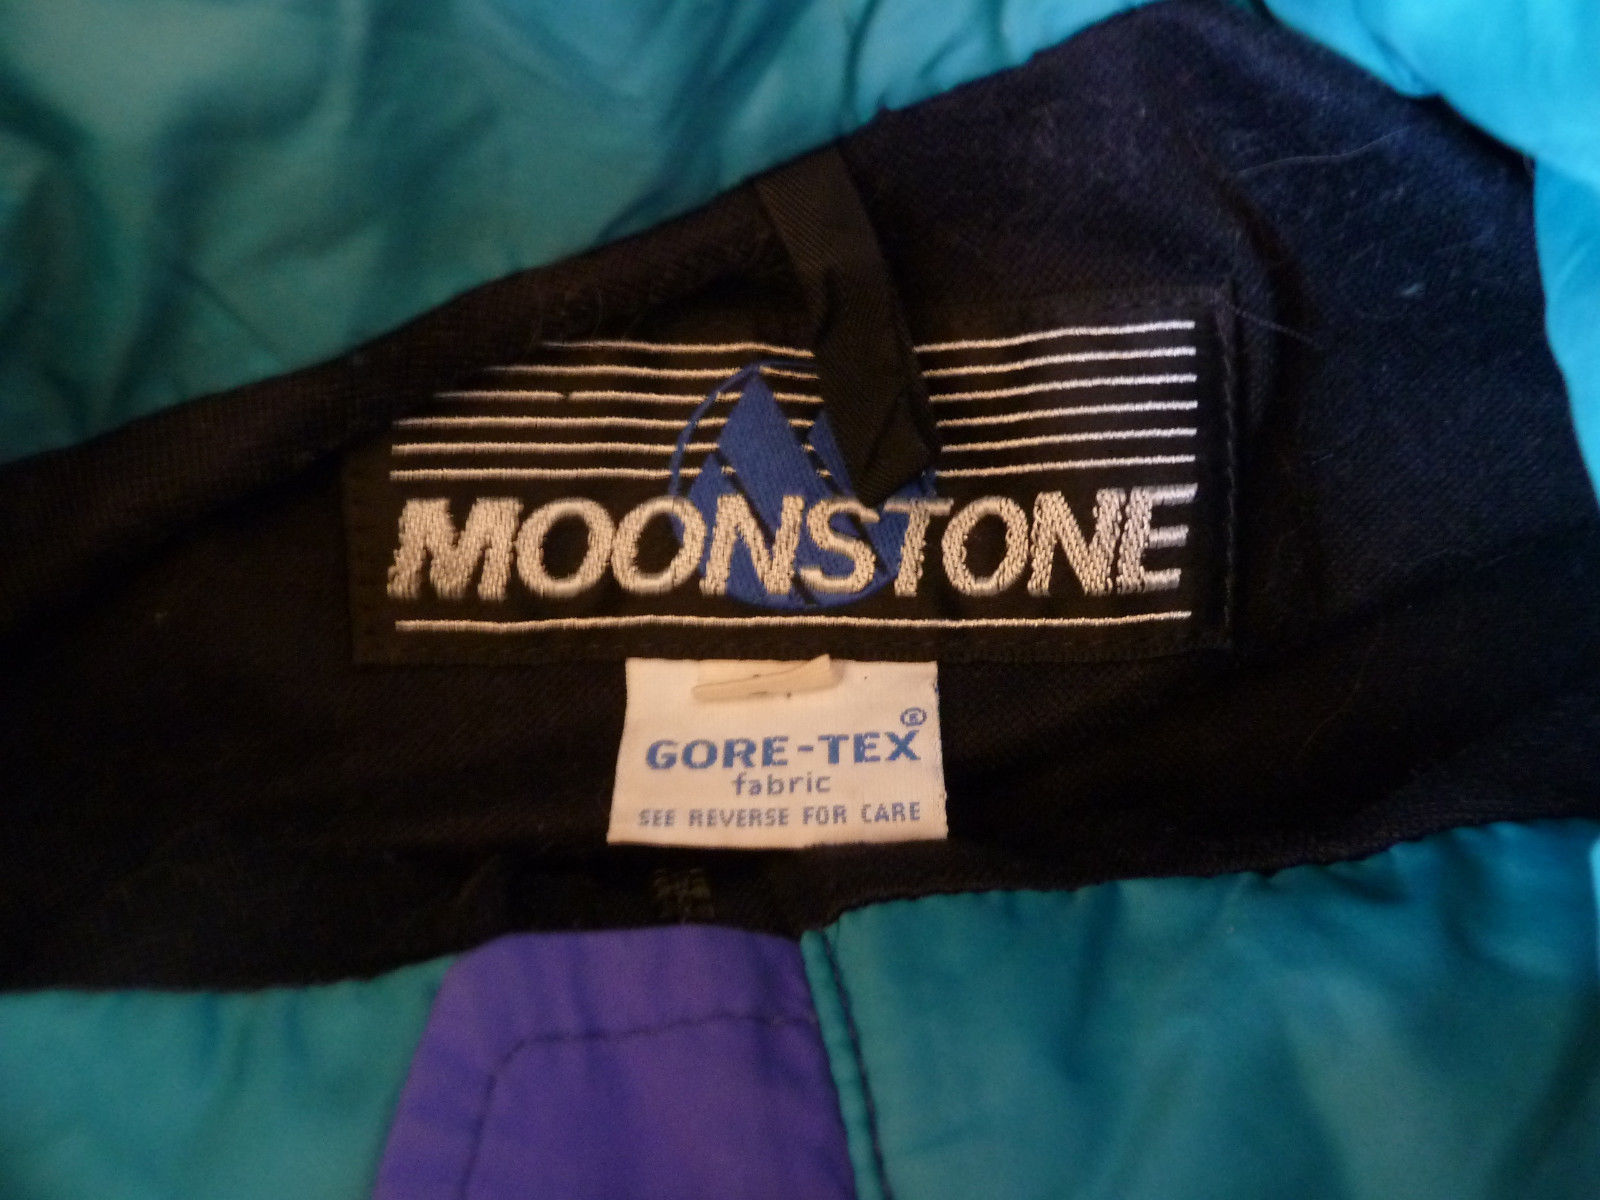 MOONSTONE
GORE-TEX®
fabric
SEE REVERSE FOR CARE